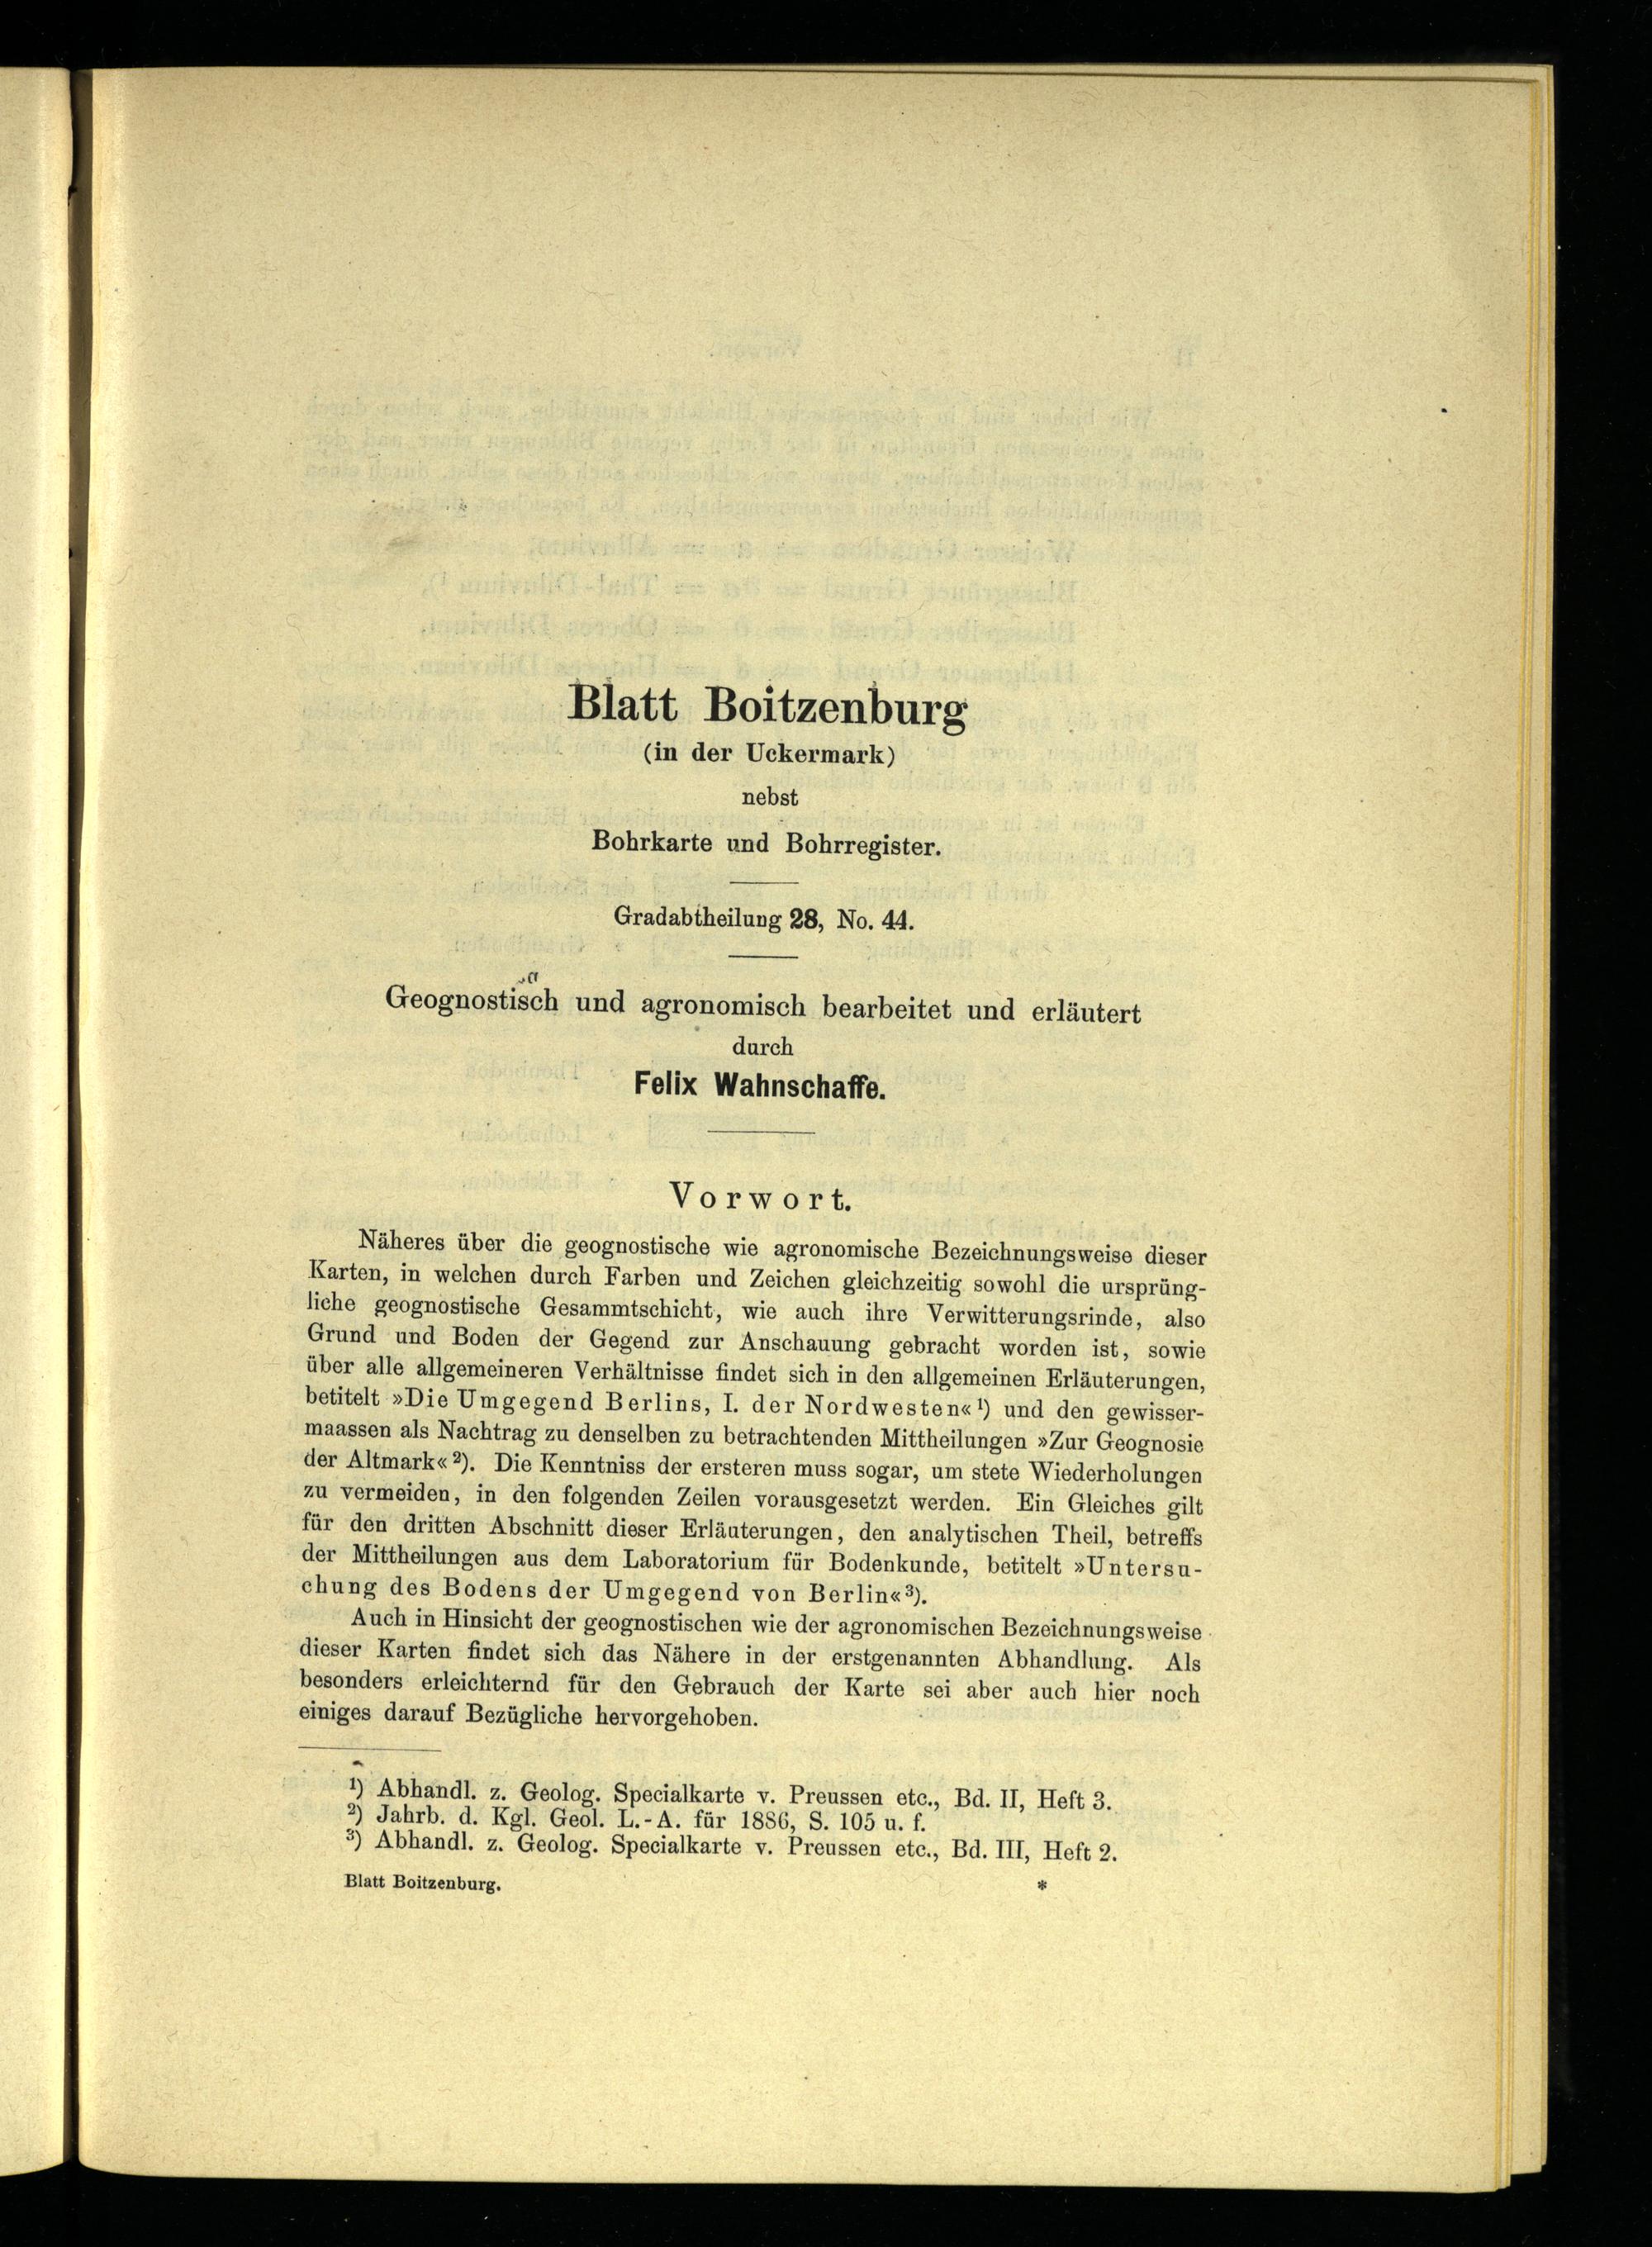 Blatt Boitzenburg
(in der Uckermark)
nebst
Bohrkarte und Bohrregister.
Gradabtheilung 28, No. 44.
Geognostisch und agronomisch bearbeitet und erläutert
durch
Felix Wahnschaffe.
Vorwort.
Näheres über die geognostische wie agronomische Bezeichnungsweise dieser
Karten, in welchen durch Farben und Zeichen gleichzeitig sowohl die ursprüng-
liche geognostische Gesammtschicht, wie auch ihre Verwitterungsrinde, also
Grund und Boden der Gegend zur Anschauung gebracht worden ist, sowie
über alle allgemeineren Verhältnisse findet sich in den allgemeinen Erläuterungen,
betitelt »Die Umgegend Berlins, I. der Nordwesten« ¹) und den gewisser-
maassen als Nachtrag zu denselben zu betrachtenden Mittheilungen »Zur Geognosie
der Altmark« ²). Die Kenntniss der ersteren muss sogar, um stete Wiederholungen
zu vermeiden, in den folgenden Zeilen vorausgesetzt werden. Ein Gleiches gilt
für den dritten Abschnitt dieser Erläuterungen, den analytischen Theil, betreffs
der Mittheilungen aus dem Laboratorium für Bodenkunde, betitelt »Untersu-
chung des Bodens der Umgegend von Berlin« ³).
Auch in Hinsicht der geognostischen wie der agronomischen Bezeichnungsweise
dieser Karten findet sich das Nähere in der erstgenannten Abhandlung. Als
besonders erleichternd für den Gebrauch der Karte sei aber auch hier noch
einiges darauf Bezügliche hervorgehoben.
¹) Abhandl. z. Geolog. Specialkarte v. Preussen etc., Bd. II, Heft 3.
²) Jahrb. d. Kgl. Geol. L.-A. für 1886, S. 105 u. f.
³) Abhandl. z. Geolog. Specialkarte v. Preussen etc., Bd. III, Heft 2.
Blatt Boitzenburg. *